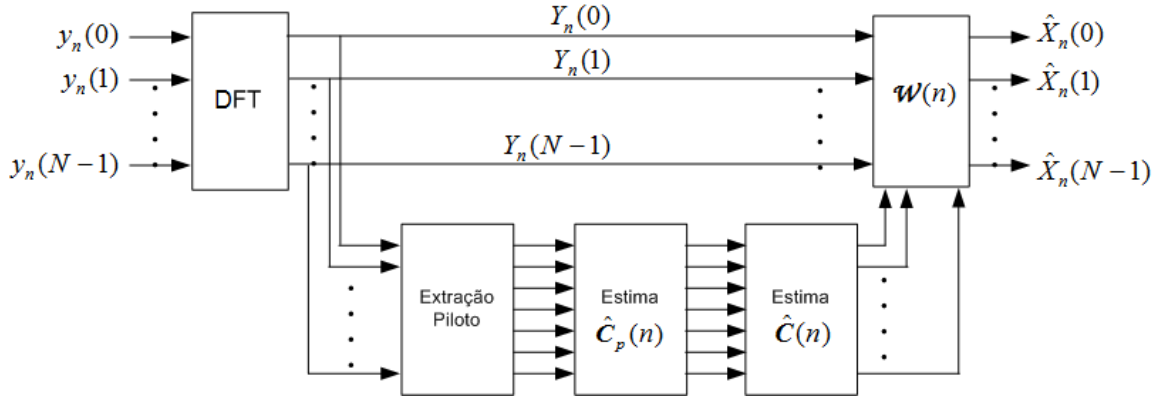 y_n(0)
y_n(1)
y_n(N−1)
DFT
Y_n(0)
Y_n(1)
Y_n(N−1)
𝓦(n)
X̂_n(0)
X̂_n(1)
X̂_n(N−1)
Extração
Piloto
Estima
Ĉ_p(n)
Estima
Ĉ(n)